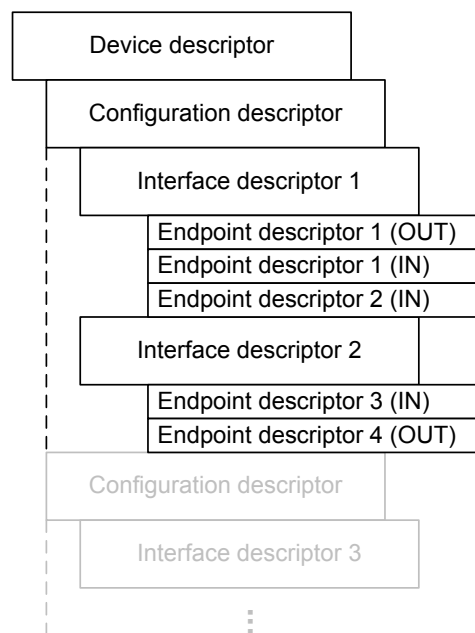 Device descriptor
Configuration descriptor
Interface descriptor 1
Endpoint descriptor 1 (OUT)
Endpoint descriptor 1 (IN)
Endpoint descriptor 2 (IN)
Interface descriptor 2
Endpoint descriptor 3 (IN)
Endpoint descriptor 4 (OUT)
Configuration descriptor
Interface descriptor 3